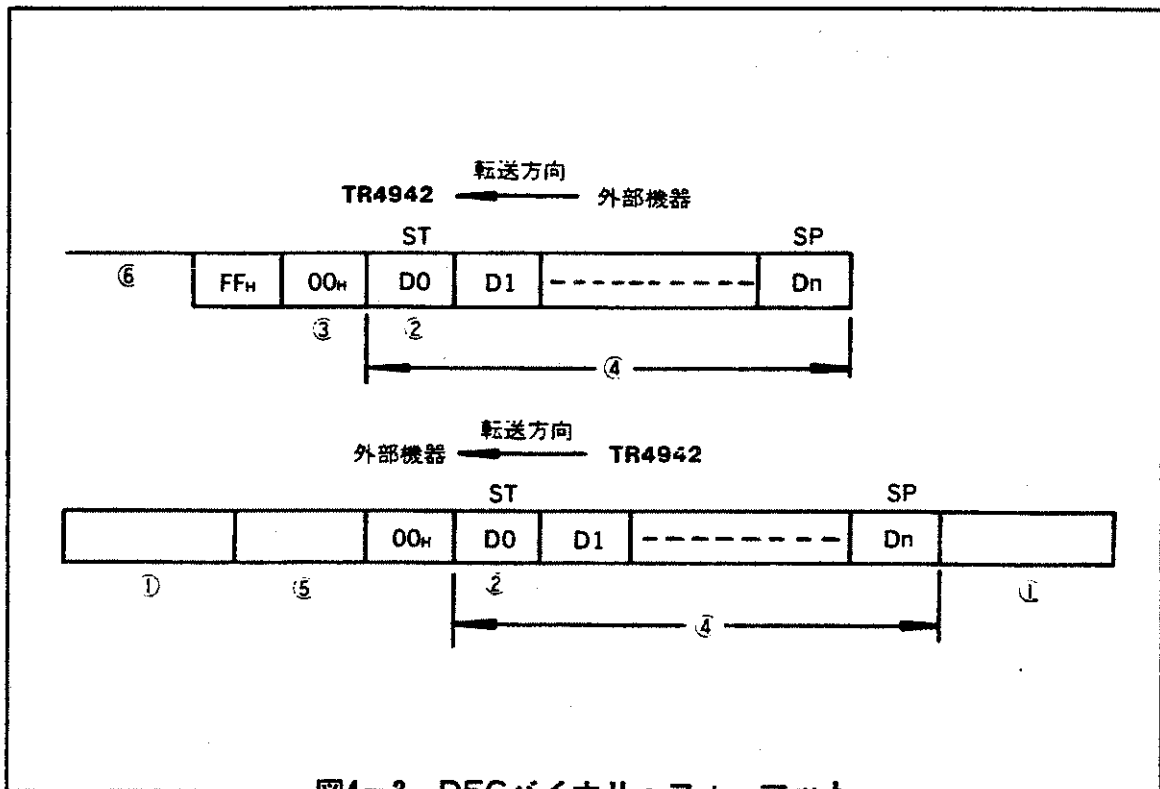 転送方向
TR4942 外部機器
ST SP
⑥ FFH 00H D0 D1 Dn
③ ②
④
転送方向
外部機器 TR4942
ST SP
00H D0 D1 Dn
① ⑤ ② ①
④